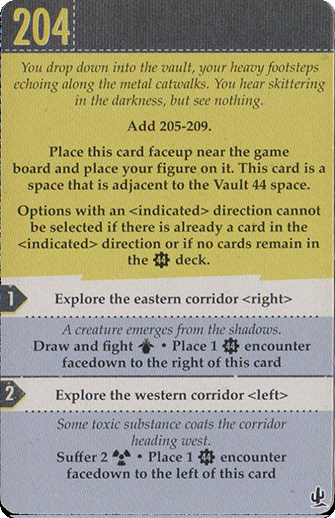 204
You drop down into the vault, your heavy footsteps
echoing along the metal catwalks. You hear skittering
in the darkness, but see nothing.
Add 205-209.
Place this card faceup near the game
board and place your figure on it. This card is a
space that is adjacent to the Vault 44 space.
Options with an <indicated> direction cannot
be selected if there is already a card in the
<indicated> direction or if no cards remain in
the 44 deck.
1 Explore the eastern corridor <right>
A creature emerges from the shadows.
Draw and fight • Place 1 44 encounter
facedown to the right of this card
2 Explore the western corridor <left>
Some toxic substance coats the corridor
heading west.
Suffer 2 • Place 1 44 encounter
facedown to the left of this card